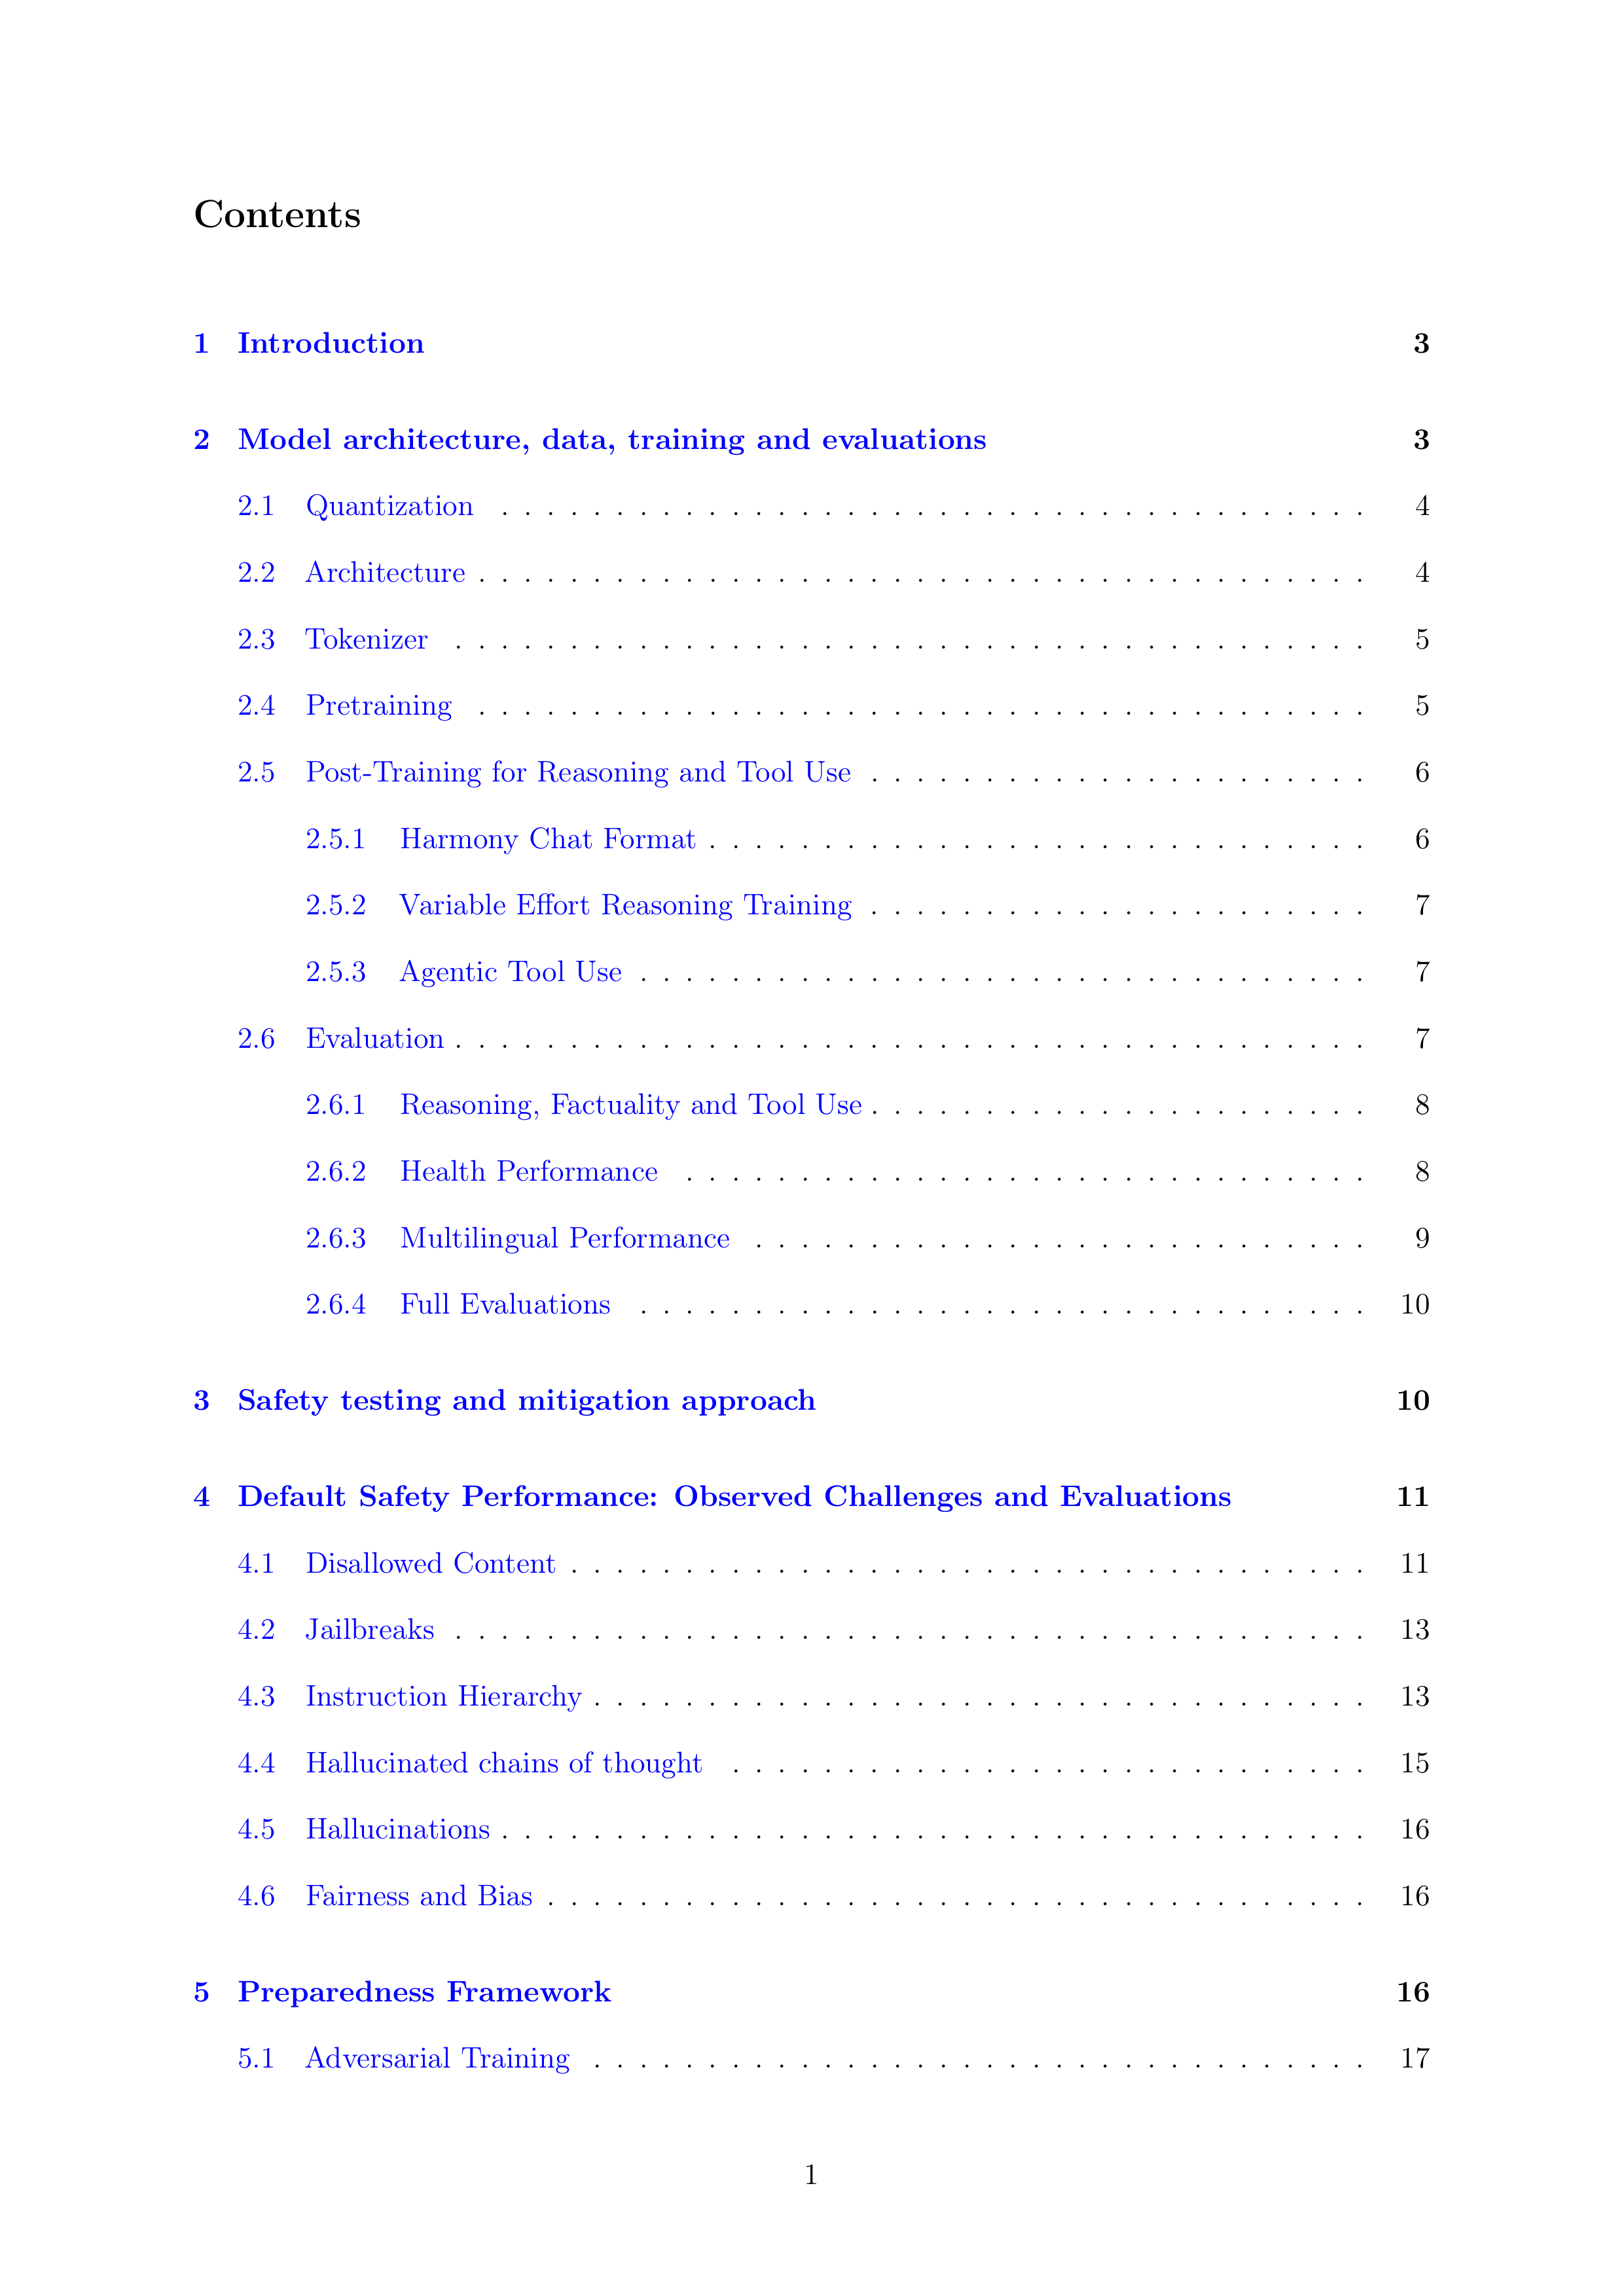 Contents
1 Introduction 3
2 Model architecture, data, training and evaluations 3
2.1 Quantization . . . . . . . . . . . . . . . . . . . . . . . . . . . . . . . . . . . . . . 4
2.2 Architecture . . . . . . . . . . . . . . . . . . . . . . . . . . . . . . . . . . . . . . . 4
2.3 Tokenizer . . . . . . . . . . . . . . . . . . . . . . . . . . . . . . . . . . . . . . . . 5
2.4 Pretraining . . . . . . . . . . . . . . . . . . . . . . . . . . . . . . . . . . . . . . . 5
2.5 Post-Training for Reasoning and Tool Use . . . . . . . . . . . . . . . . . . . . . . 6
2.5.1 Harmony Chat Format . . . . . . . . . . . . . . . . . . . . . . . . . . . . . 6
2.5.2 Variable Effort Reasoning Training . . . . . . . . . . . . . . . . . . . . . . 7
2.5.3 Agentic Tool Use . . . . . . . . . . . . . . . . . . . . . . . . . . . . . . . . 7
2.6 Evaluation . . . . . . . . . . . . . . . . . . . . . . . . . . . . . . . . . . . . . . . . 7
2.6.1 Reasoning, Factuality and Tool Use . . . . . . . . . . . . . . . . . . . . . . 8
2.6.2 Health Performance . . . . . . . . . . . . . . . . . . . . . . . . . . . . . . 8
2.6.3 Multilingual Performance . . . . . . . . . . . . . . . . . . . . . . . . . . . 9
2.6.4 Full Evaluations . . . . . . . . . . . . . . . . . . . . . . . . . . . . . . . . 10
3 Safety testing and mitigation approach 10
4 Default Safety Performance: Observed Challenges and Evaluations 11
4.1 Disallowed Content . . . . . . . . . . . . . . . . . . . . . . . . . . . . . . . . . . . 11
4.2 Jailbreaks . . . . . . . . . . . . . . . . . . . . . . . . . . . . . . . . . . . . . . . . 13
4.3 Instruction Hierarchy . . . . . . . . . . . . . . . . . . . . . . . . . . . . . . . . . . 13
4.4 Hallucinated chains of thought . . . . . . . . . . . . . . . . . . . . . . . . . . . . 15
4.5 Hallucinations . . . . . . . . . . . . . . . . . . . . . . . . . . . . . . . . . . . . . . 16
4.6 Fairness and Bias . . . . . . . . . . . . . . . . . . . . . . . . . . . . . . . . . . . . 16
5 Preparedness Framework 16
5.1 Adversarial Training . . . . . . . . . . . . . . . . . . . . . . . . . . . . . . . . . . 17
1